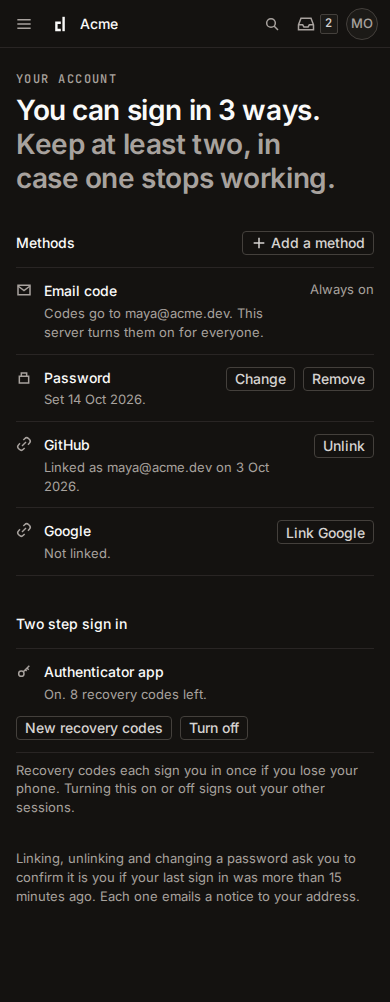 Acme
2
MO
YOUR ACCOUNT
You can sign in 3 ways.
Keep at least two, in
case one stops working.
Methods
Add a method
Email code
Always on
Codes go to maya@acme.dev. This
server turns them on for everyone.
Password
Change
Remove
Set 14 Oct 2026.
GitHub
Unlink
Linked as maya@acme.dev on 3 Oct
2026.
Google
Link Google
Not linked.
Two step sign in
Authenticator app
On. 8 recovery codes left.
New recovery codes
Turn off
Recovery codes each sign you in once if you lose your
phone. Turning this on or off signs out your other
sessions.
Linking, unlinking and changing a password ask you to
confirm it is you if your last sign in was more than 15
minutes ago. Each one emails a notice to your address.